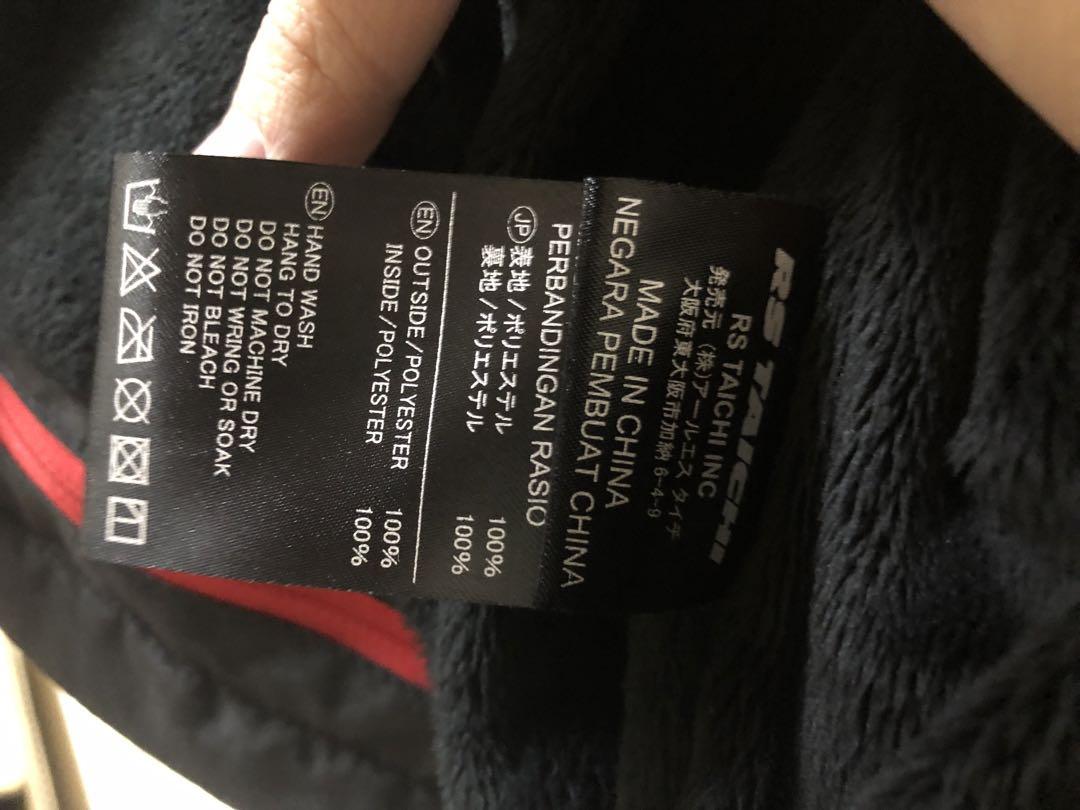 RS TAICHI
RS TAICHI INC
発売元 (株)アールエス タイチ
大阪府東大阪市加納 6-4-9
MADE IN CHINA
NEGARA PEMBUAT CHINA
PERBANDINGAN RASIO
JP 表地/ポリエステル 100%
裏地/ポリエステル 100%
EN OUTSIDE/POLYESTER 100%
INSIDE/POLYESTER 100%
EN HAND WASH
HANG TO DRY
DO NOT MACHINE DRY
DO NOT WRING OR SOAK
DO NOT BLEACH
DO NOT IRON